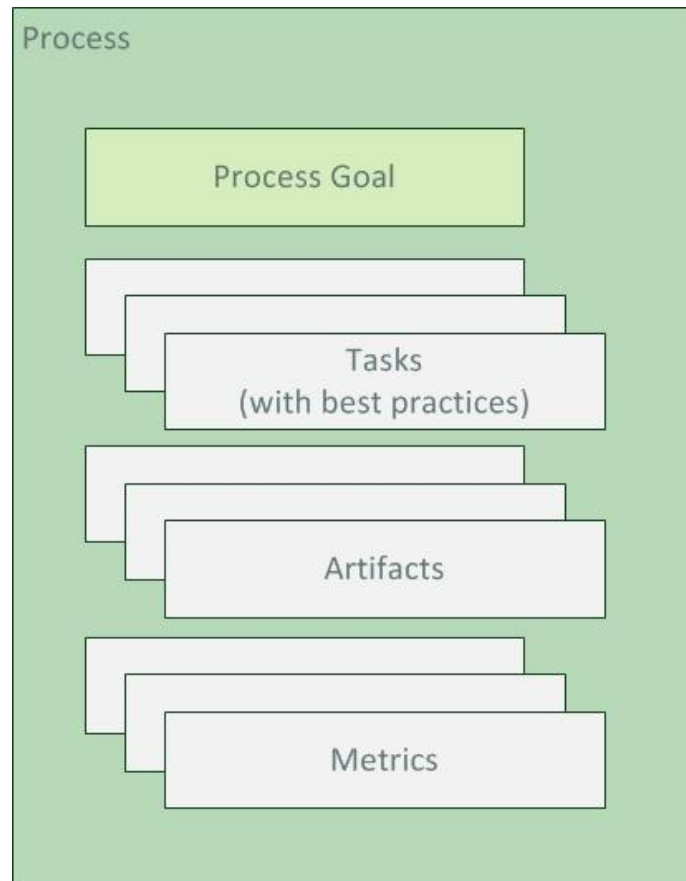 Process
Process Goal
Tasks
(with best practices)
Artifacts
Metrics